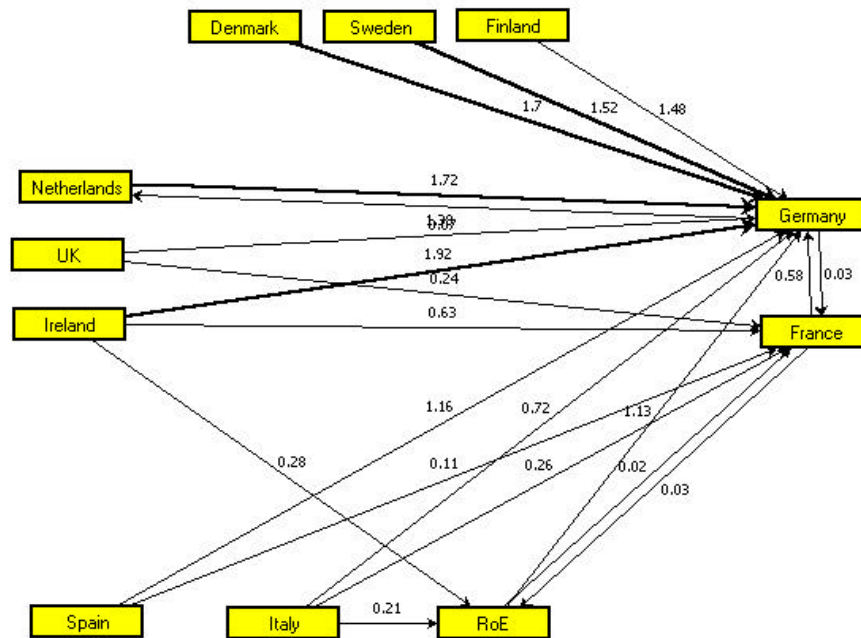 Denmark
Sweden
Finland
1.7
1.52
1.48
Netherlands
1.72
Germany
0.07
UK
1.92
0.24
0.58
0.03
Ireland
0.63
France
1.16
0.72
1.13
0.28
0.11
0.26
0.02
0.03
Spain
Italy
0.21
RoE